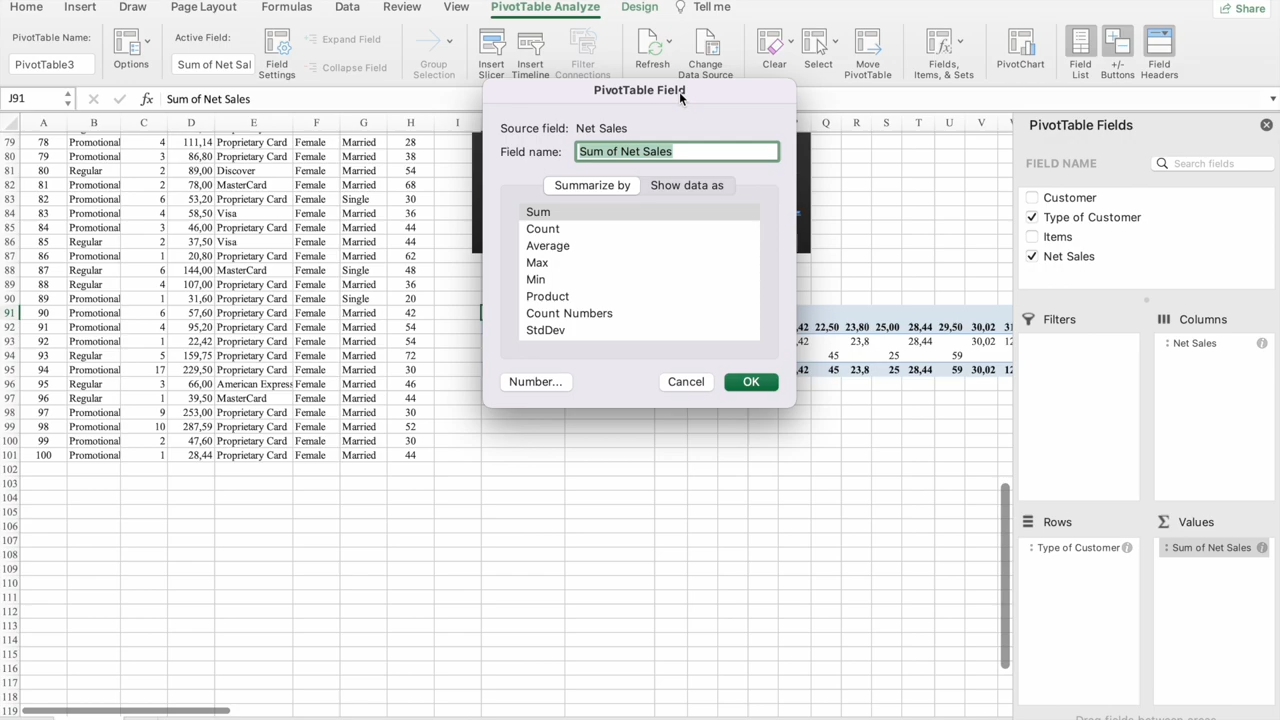 Home Insert Draw Page Layout Formulas Data Review View PivotTable Analyze Design Tell me Share
PivotTable Name: Active Field: Expand Field
PivotTable3 Options Sum of Net Sal Field Settings Collapse Field Group Selection Insert Slicer Insert Timeline Filter Connections Refresh Change Data Source Clear Select Move PivotTable Fields, Items, & Sets PivotChart Field List +/- Buttons Field Headers
J91 fx Sum of Net Sales
A B C D E F G H I Q R S T U V
79 78 Promotional 4 111,14 Proprietary Card Female Married 28
80 79 Promotional 3 86,80 Proprietary Card Female Married 38
81 80 Regular 2 89,00 Discover Female Married 54
82 81 Promotional 2 78,00 MasterCard Female Married 68
83 82 Promotional 6 53,20 Proprietary Card Female Single 30
84 83 Promotional 4 58,50 Visa Female Married 36
85 84 Promotional 3 46,00 Proprietary Card Female Married 44
86 85 Regular 2 37,50 Visa Female Married 44
87 86 Regular 1 20,80 Proprietary Card Female Married 62
88 87 Regular 6 144,00 MasterCard Female Single 48
89 88 Regular 4 107,00 Proprietary Card Female Married 36
90 89 Promotional 1 31,60 Proprietary Card Female Single 20
91 90 Promotional 6 57,60 Proprietary Card Female Married 42
92 91 Promotional 4 95,20 Proprietary Card Female Married 54 ,42 22,50 23,80 25,00 28,44 29,50 30,02 31
93 92 Promotional 1 22,42 Proprietary Card Female Married 54 ,42 23,8 28,44 30,02 12
94 93 Regular 5 159,75 Proprietary Card Female Married 72 45 25 59
95 94 Promotional 17 229,50 Proprietary Card Female Married 30 ,42 45 23,8 25 28,44 59 30,02 12
96 95 Regular 3 66,00 American Express Female Married 46
97 96 Regular 1 39,50 MasterCard Female Married 44
98 97 Promotional 9 253,00 Proprietary Card Female Married 30
99 98 Promotional 10 287,59 Proprietary Card Female Married 52
100 99 Promotional 2 47,60 Proprietary Card Female Married 30
101 100 Promotional 1 28,44 Proprietary Card Female Married 44
102
103
104
105
106
107
108
109
110
111
112
113
114
115
116
117
118
119
PivotTable Field
Source field: Net Sales
Field name: Sum of Net Sales
Summarize by Show data as
Sum
Count
Average
Max
Min
Product
Count Numbers
StdDev
Number... Cancel OK
PivotTable Fields
FIELD NAME Search fields
Customer
Type of Customer
Items
Net Sales
Filters Columns
Net Sales
Rows Values
Type of Customer Sum of Net Sales
Drag fields between areas